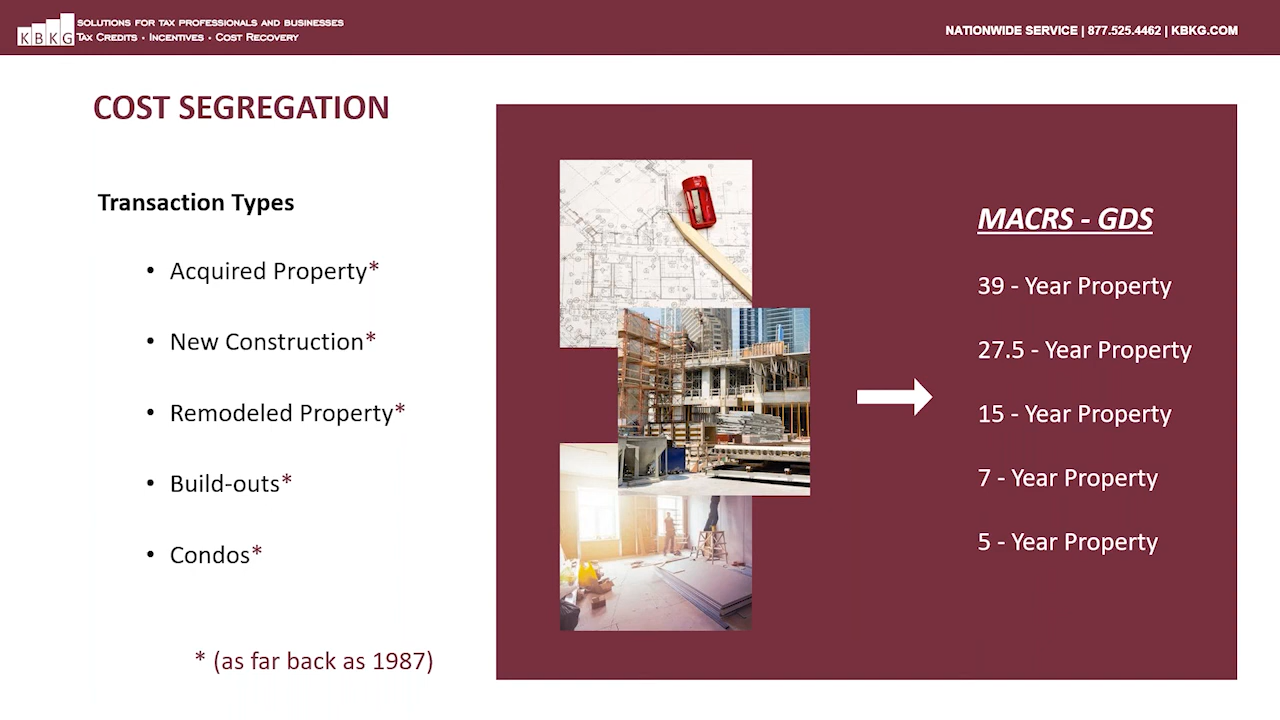 KBKG
SOLUTIONS FOR TAX PROFESSIONALS AND BUSINESSES
TAX CREDITS • INCENTIVES • COST RECOVERY
NATIONWIDE SERVICE | 877.525.4462 | KBKG.COM
COST SEGREGATION
Transaction Types
• Acquired Property*
• New Construction*
• Remodeled Property*
• Build-outs*
• Condos*
* (as far back as 1987)
MACRS - GDS
39 - Year Property
27.5 - Year Property
15 - Year Property
7 - Year Property
5 - Year Property